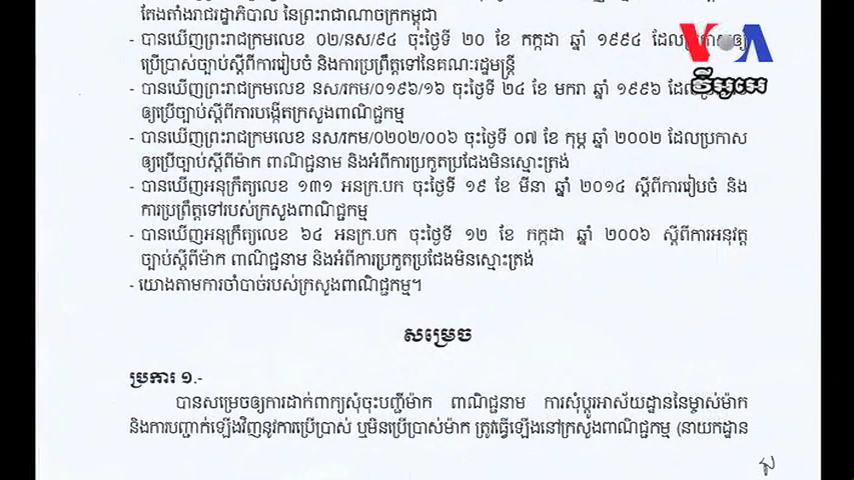 តែងតាំងរាជរដ្ឋាភិបាល នៃព្រះរាជាណាចក្រកម្ពុជា
- បានឃើញព្រះរាជក្រមលេខ ០២/នស/៩៤ ចុះថ្ងៃទី ២០ ខែ កក្កដា ឆ្នាំ ១៩៩៤ ដែលប្រកាសឲ្យ
ប្រើប្រាស់ច្បាប់ស្តីពីការរៀបចំ និងការប្រព្រឹត្តទៅនៃគណៈរដ្ឋមន្ត្រី
- បានឃើញព្រះរាជក្រមលេខ នស/រកម/០១៩៦/១៦ ចុះថ្ងៃទី ២៤ ខែ មករា ឆ្នាំ ១៩៩៦
ឲ្យប្រើច្បាប់ស្តីពីការបង្កើតក្រសួងពាណិជ្ជកម្ម
- បានឃើញព្រះរាជក្រមលេខ នស/រកម/០២០២/០០៦ ចុះថ្ងៃទី ០៧ ខែ កុម្ភ ឆ្នាំ ២០០២ ដែលប្រកាស
ឲ្យប្រើច្បាប់ស្តីពីម៉ាក ពាណិជ្ជនាម និងអំពីការប្រកួតប្រជែងមិនស្មោះត្រង់
- បានឃើញអនុក្រឹត្យលេខ ១៣១ អនក្រ.បក ចុះថ្ងៃទី ១៩ ខែ មីនា ឆ្នាំ ២០១៤ ស្តីពីការរៀបចំ និង
ការប្រព្រឹត្តទៅរបស់ក្រសួងពាណិជ្ជកម្ម
- បានឃើញអនុក្រឹត្យលេខ ៦៤ អនក្រ.បក ចុះថ្ងៃទី ១២ ខែ កក្កដា ឆ្នាំ ២០០៦ ស្តីពីការអនុវត្ត
ច្បាប់ស្តីពីម៉ាក ពាណិជ្ជនាម និងអំពីការប្រកួតប្រជែងមិនស្មោះត្រង់
- យោងតាមការចាំបាច់របស់ក្រសួងពាណិជ្ជកម្ម។
សម្រេច
ប្រការ ១.-
បានសម្រេចឲ្យការដាក់ពាក្យសុំចុះបញ្ជីម៉ាក ពាណិជ្ជនាម ការសុំប្តូរអាស័យដ្ឋាននៃម្ចាស់ម៉ាក
និងការបញ្ជាក់ឡើងវិញនូវការប្រើប្រាស់ ឬមិនប្រើប្រាស់ម៉ាក ត្រូវធ្វើឡើងនៅក្រសួងពាណិជ្ជកម្ម (នាយកដ្ឋាន
VOA
វីអូអេ